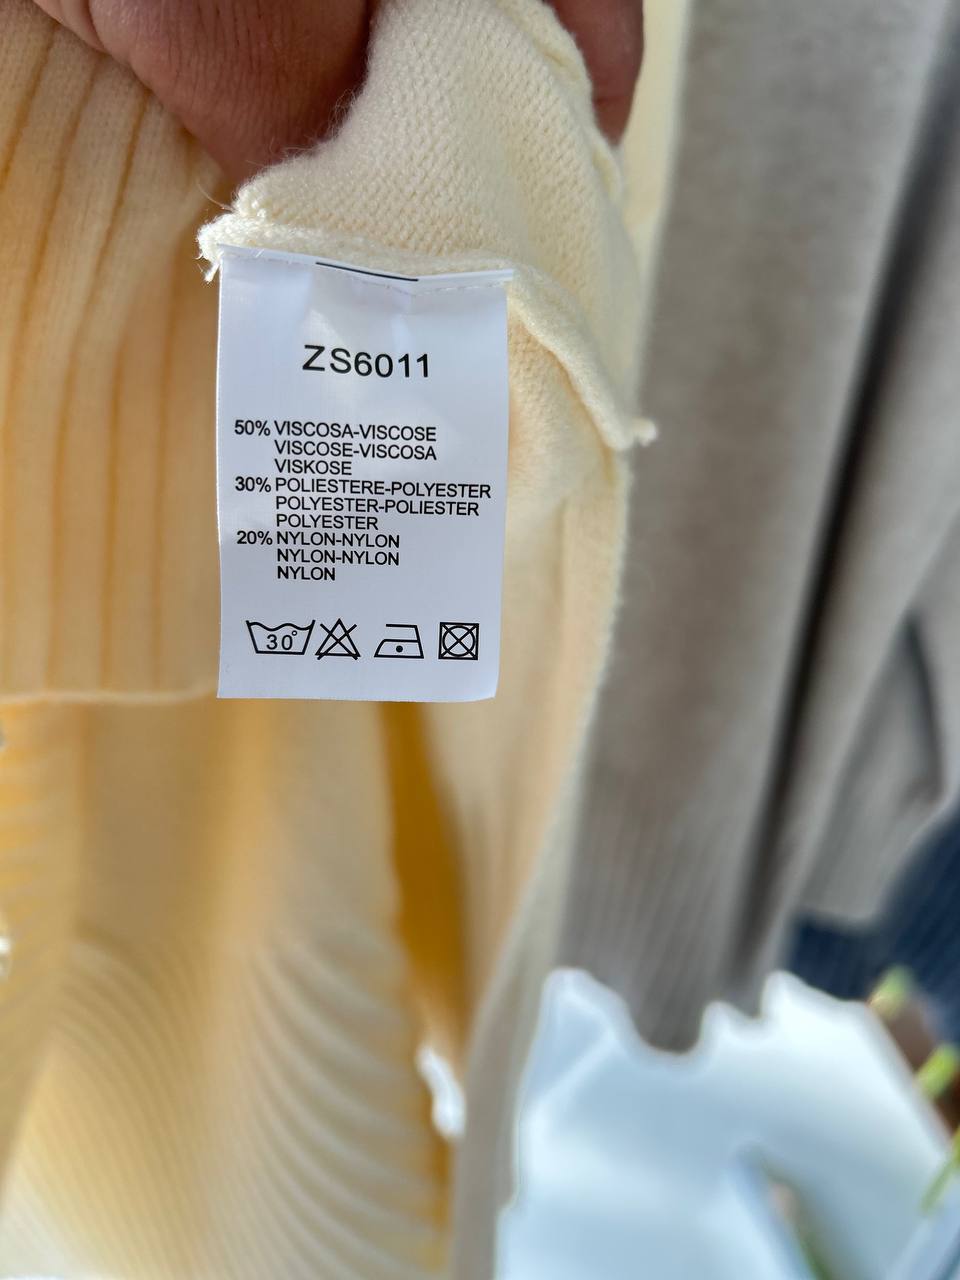 ZS6011
50% VISCOSA-VISCOSE
VISCOSE-VISCOSA
VISKOSE
30% POLIESTERE-POLYESTER
POLYESTER-POLIESTER
POLYESTER
20% NYLON-NYLON
NYLON-NYLON
NYLON
30°